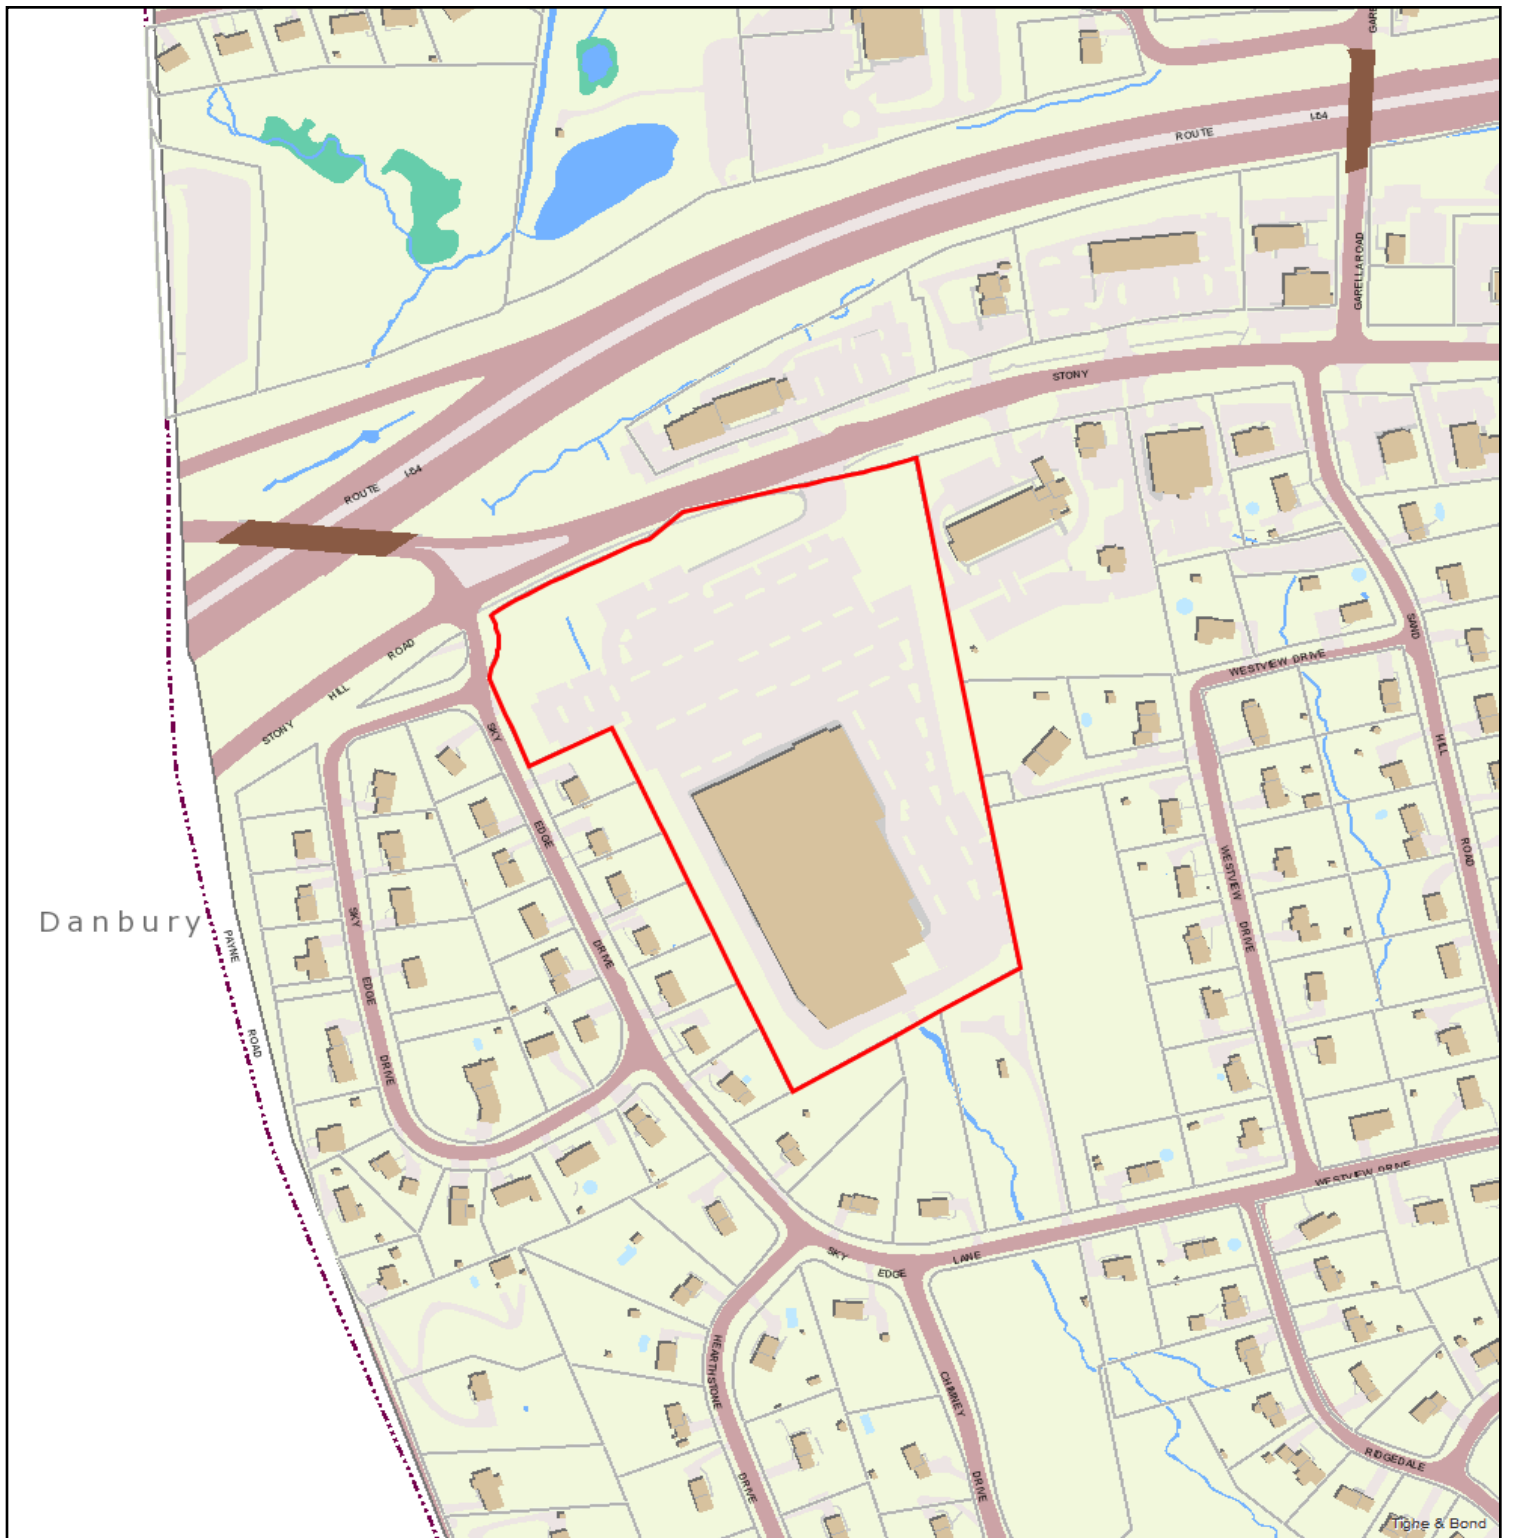 GARE
ROUTE
I-84
GARELLA ROAD
STONY
ROUTE
I-84
STONY
HILL
ROAD
SAND
HILL
ROAD
WESTVIEW DRIVE
WESTVIEW
DRIVE
SKY
EDGE
DRIVE
SKY
EDGE
DRIVE
Danbury
PAYNE
ROAD
WESTVIEW DRIVE
SKY
EDGE
LANE
HEARTHSTONE
DRIVE
CHIMNEY
DRIVE
RIDGEDALE
Tighe & Bond